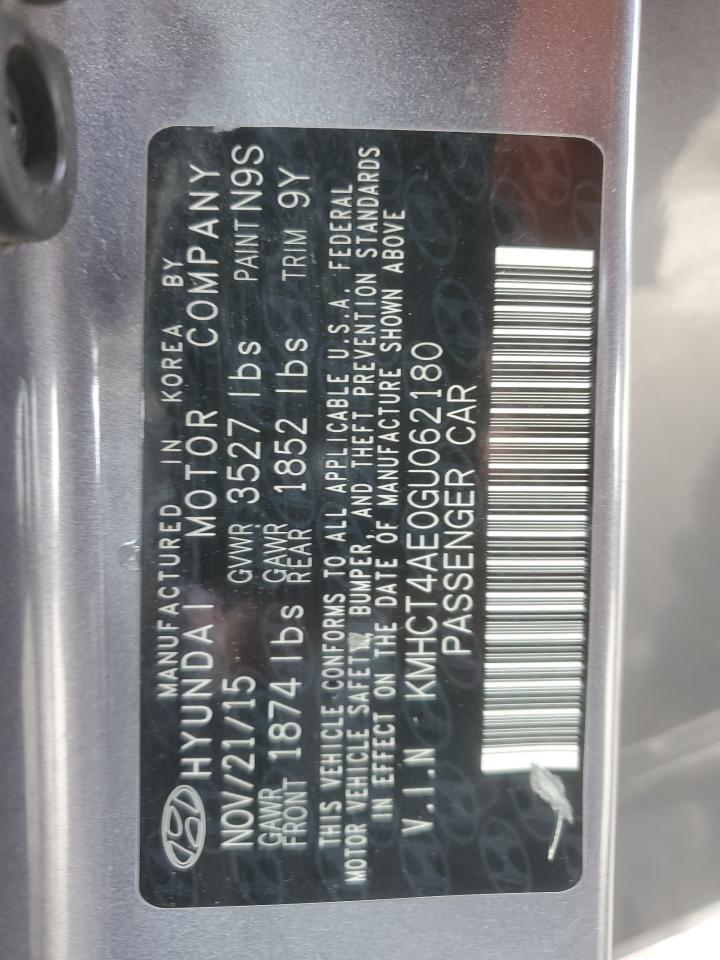 MANUFACTURED IN KOREA BY
HYUNDAI MOTOR COMPANY
NOV/21/15 GVWR 3527 lbs PAINT N9S
GAWR FRONT 1874 lbs GAWR REAR 1852 lbs TRIM 9Y
THIS VEHICLE CONFORMS TO ALL APPLICABLE U.S.A. FEDERAL
MOTOR VEHICLE SAFETY, BUMPER, AND THEFT PREVENTION STANDARDS
IN EFFECT ON THE DATE OF MANUFACTURE SHOWN ABOVE
V.I.N KMHCT4AE0GU062180
PASSENGER CAR